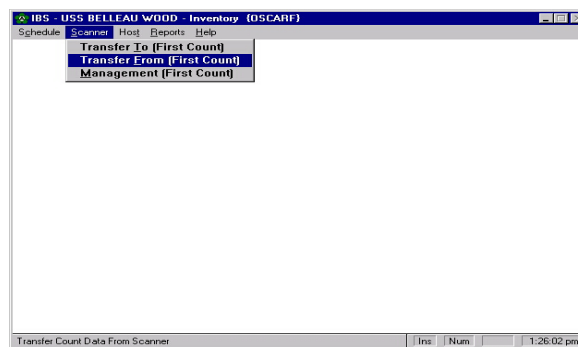 IBS - USS BELLEAU WOOD - Inventory (OSCARF)
Schedule Scanner Host Reports Help
Transfer To (First Count)
Transfer From (First Count)
Management (First Count)
Transfer Count Data From Scanner Ins Num 1:26:02 pm